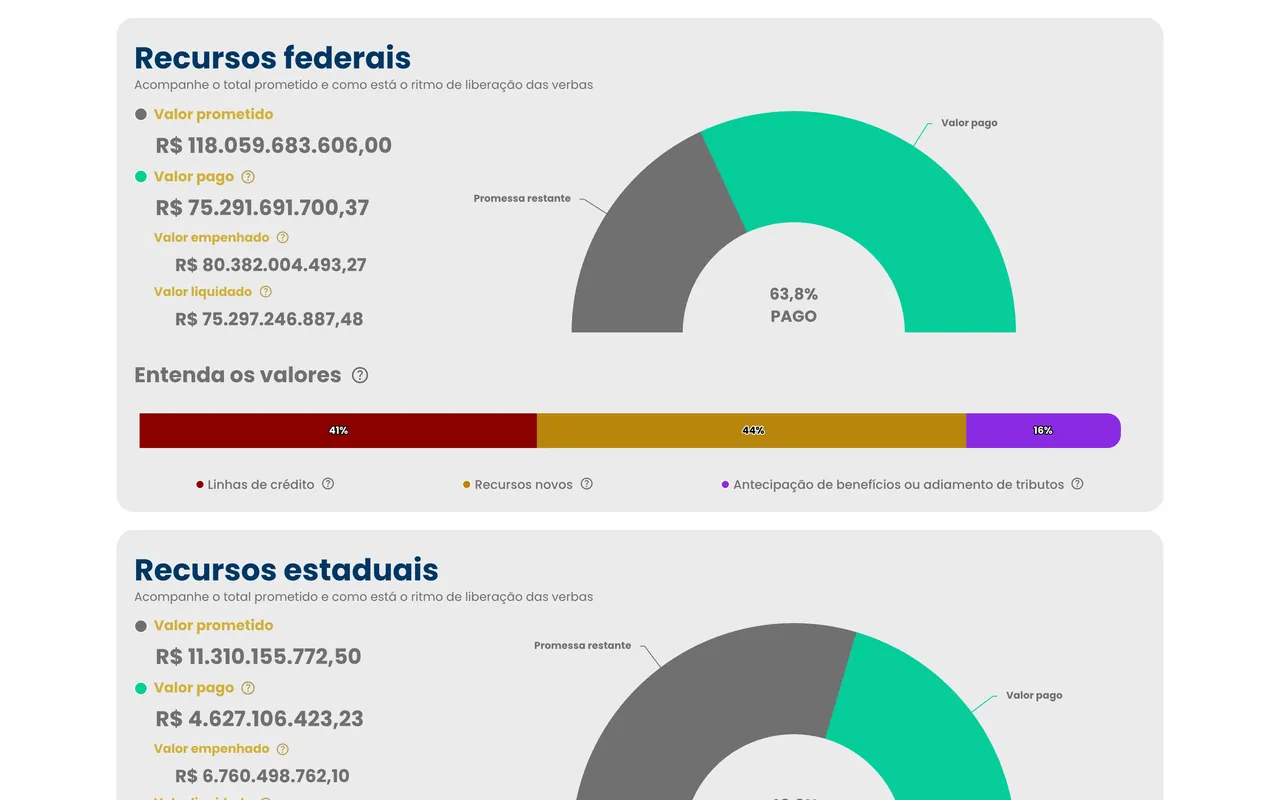 Recursos federais
Acompanhe o total prometido e como está o ritmo de liberação das verbas
Valor prometido
R$ 118.059.683.606,00
Valor pago
R$ 75.291.691.700,37
Valor empenhado
R$ 80.382.004.493,27
Valor liquidado
R$ 75.297.246.887,48
Valor pago
Promessa restante
63,8%
PAGO
Entenda os valores
41%
44%
16%
Linhas de crédito
Recursos novos
Antecipação de benefícios ou adiamento de tributos
Recursos estaduais
Acompanhe o total prometido e como está o ritmo de liberação das verbas
Valor prometido
R$ 11.310.155.772,50
Valor pago
R$ 4.627.106.423,23
Valor empenhado
R$ 6.760.498.762,10
Promessa restante
Valor pago